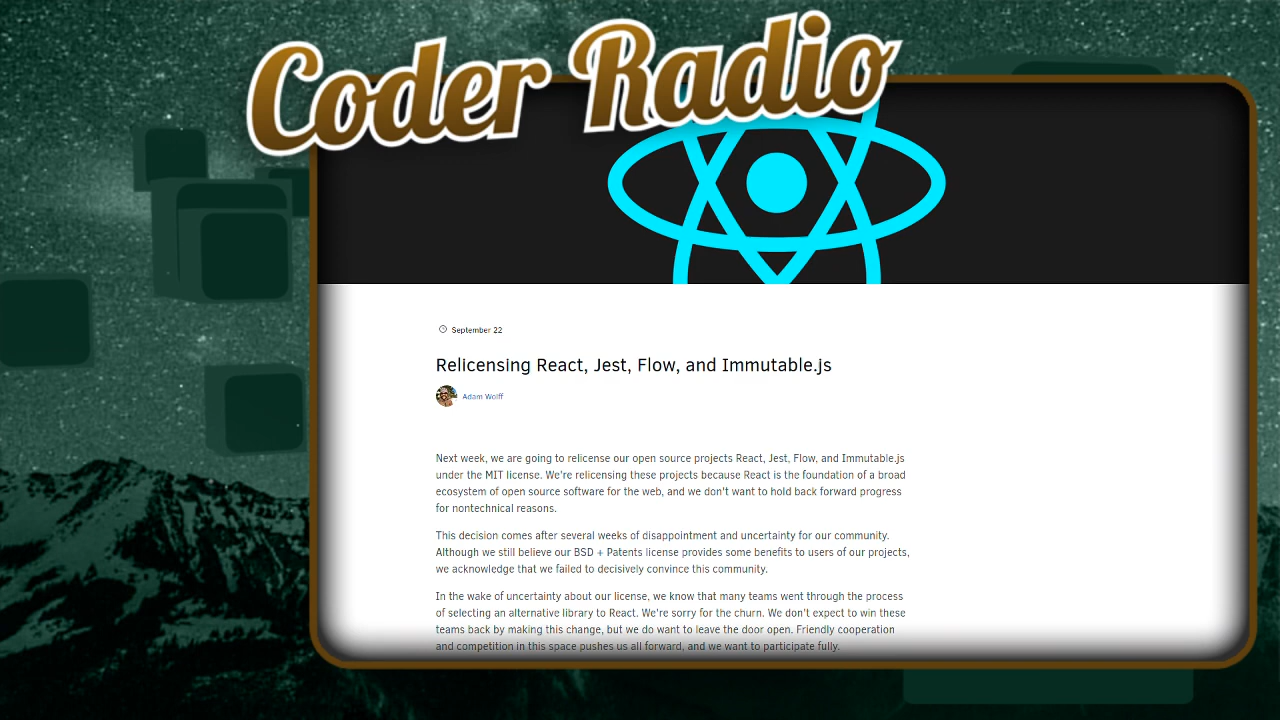 Coder Radio
September 22
Relicensing React, Jest, Flow, and Immutable.js
Adam Wolff
Next week, we are going to relicense our open source projects React, Jest, Flow, and Immutable.js
under the MIT license. We're relicensing these projects because React is the foundation of a broad
ecosystem of open source software for the web, and we don't want to hold back forward progress
for nontechnical reasons.
This decision comes after several weeks of disappointment and uncertainty for our community.
Although we still believe our BSD + Patents license provides some benefits to users of our projects,
we acknowledge that we failed to decisively convince this community.
In the wake of uncertainty about our license, we know that many teams went through the process
of selecting an alternative library to React. We're sorry for the churn. We don't expect to win these
teams back by making this change, but we do want to leave the door open. Friendly cooperation
and competition in this space pushes us all forward, and we want to participate fully.